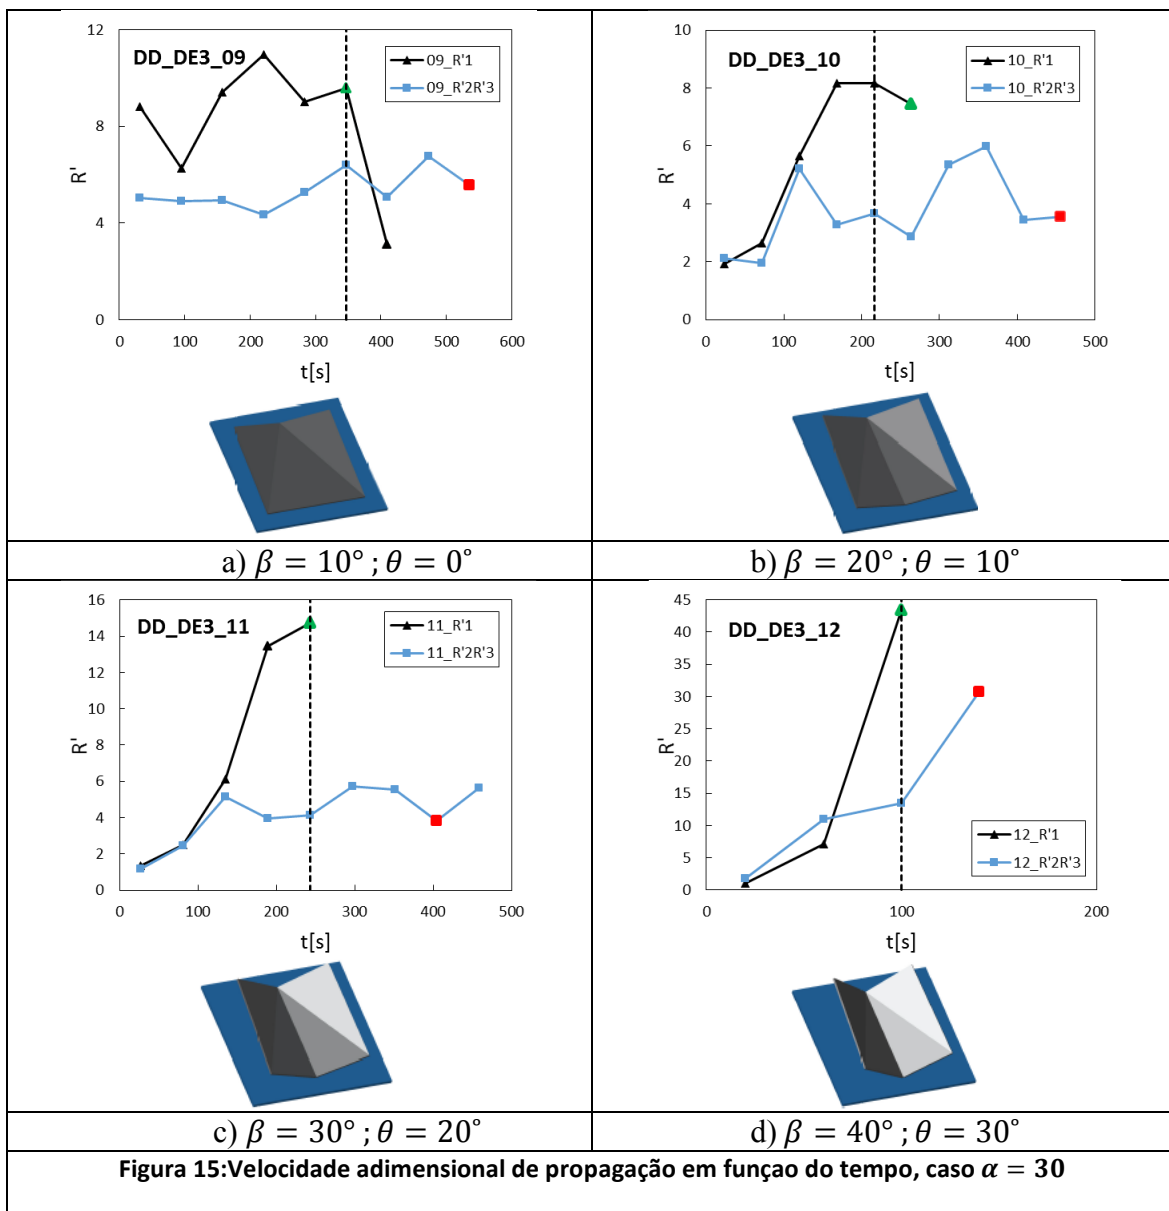 DD_DE3_09
09_R'1
09_R'2R'3
12
8
4
0
R'
0 100 200 300 400 500 600
t[s]
a) β = 10° ; θ = 0°
DD_DE3_10
10_R'1
10_R'2R'3
10
8
6
4
2
0
R'
0 100 200 300 400 500
t[s]
b) β = 20° ; θ = 10°
DD_DE3_11
11_R'1
11_R'2R'3
16
14
12
10
8
6
4
2
0
R'
0 100 200 300 400 500
t[s]
c) β = 30° ; θ = 20°
DD_DE3_12
12_R'1
12_R'2R'3
45
40
35
30
25
20
15
10
5
0
R'
0 100 200
t[s]
d) β = 40° ; θ = 30°
Figura 15:Velocidade adimensional de propagação em funçao do tempo, caso α = 30